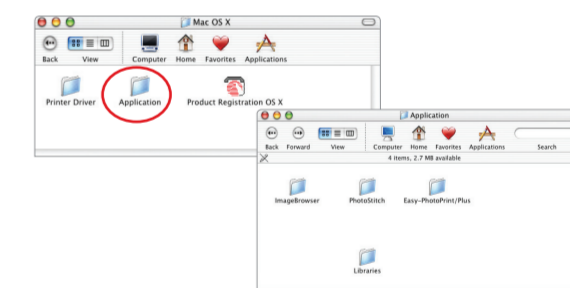 Mac OS X
Back View Computer Home Favorites Applications
Printer Driver Application Product Registration OS X
Application
Back Forward View Computer Home Favorites Applications Search
4 items, 2.7 MB available
ImageBrowser PhotoStitch Easy-PhotoPrint/Plus
Libraries